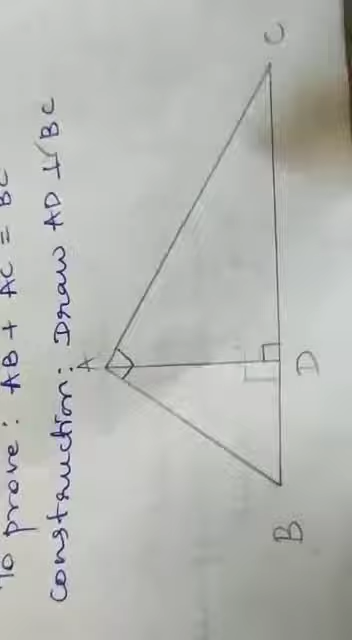 To prove: AB + AC = BC
Construction: Draw AD ⊥ BC
A
B
D
C